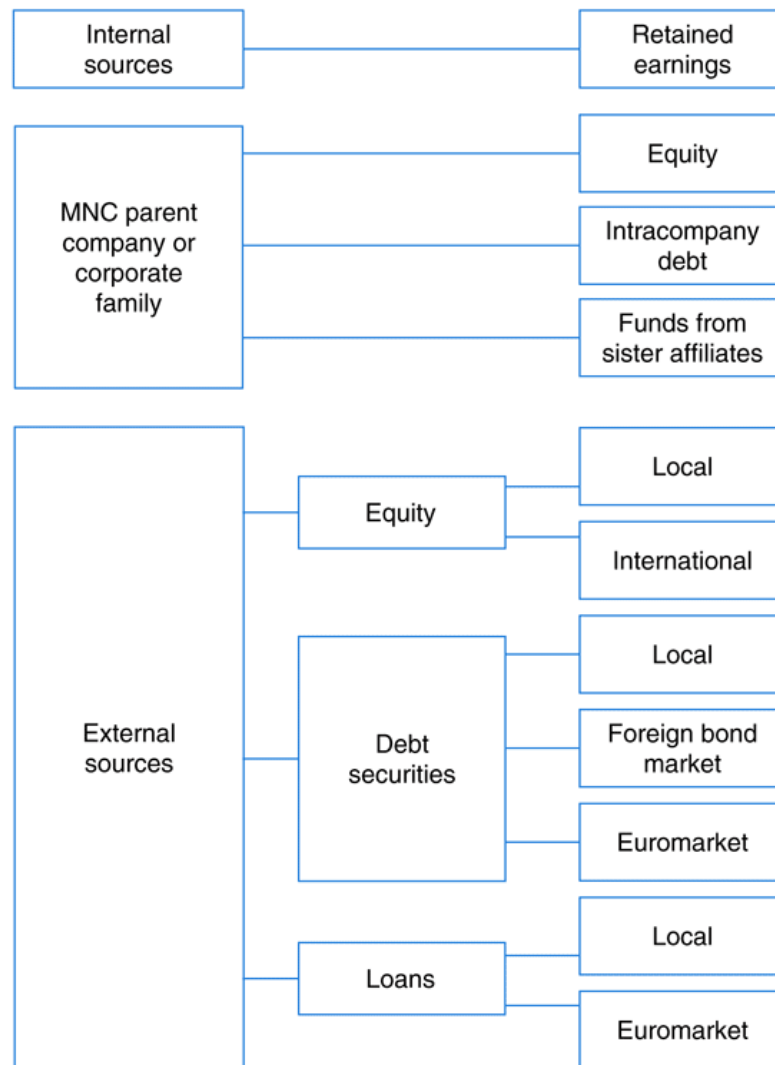 Internal
sources
Retained
earnings
MNC parent
company or
corporate
family
Equity
Intracompany
debt
Funds from
sister affiliates
External
sources
Equity
Local
International
Debt
securities
Local
Foreign bond
market
Euromarket
Loans
Local
Euromarket